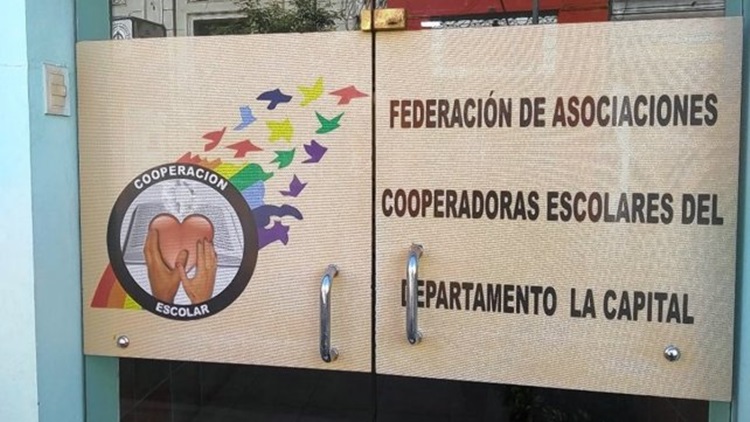 COOPERACION
ESCOLAR
FEDERACIÓN DE ASOCIACIONES
COOPERADORAS ESCOLARES DEL
DEPARTAMENTO LA CAPITAL